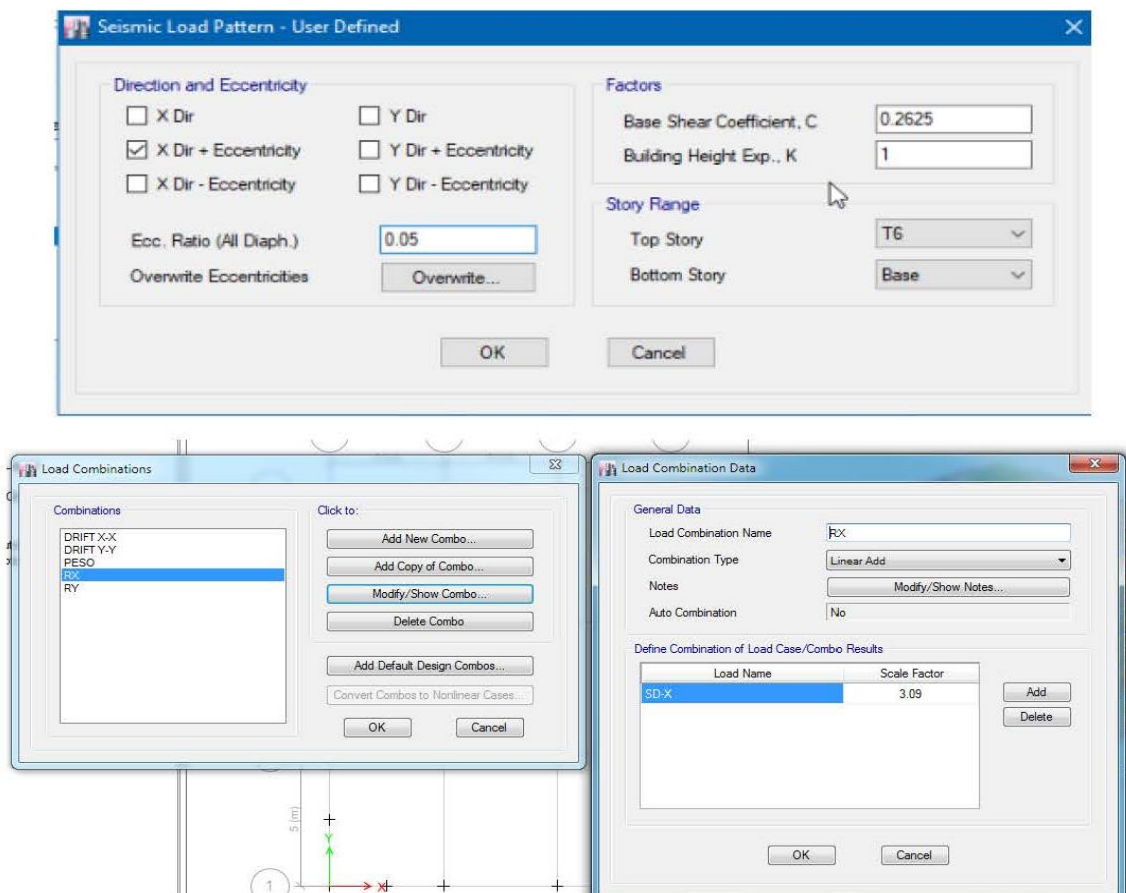 Seismic Load Pattern - User Defined
Direction and Eccentricity
X Dir
Y Dir
X Dir + Eccentricity
Y Dir + Eccentricity
X Dir - Eccentricity
Y Dir - Eccentricity
Ecc. Ratio (All Diaph.)
0.05
Overwrite Eccentricities
Overwrite...
Factors
Base Shear Coefficient, C
0.2625
Building Height Exp., K
1
Story Range
Top Story
T6
Bottom Story
Base
OK
Cancel
Load Combinations
Combinations
DRIFT X-X
DRIFT Y-Y
PESO
RX
RY
Click to:
Add New Combo...
Add Copy of Combo...
Modify/Show Combo...
Delete Combo
Add Default Design Combos...
Convert Combos to Nonlinear Cases...
OK
Cancel
Load Combination Data
General Data
Load Combination Name
RX
Combination Type
Linear Add
Notes
Modify/Show Notes...
Auto Combination
No
Define Combination of Load Case/Combo Results
Load Name
Scale Factor
SD-X
3.09
Add
Delete
OK
Cancel
5 (m)
Y
1
X